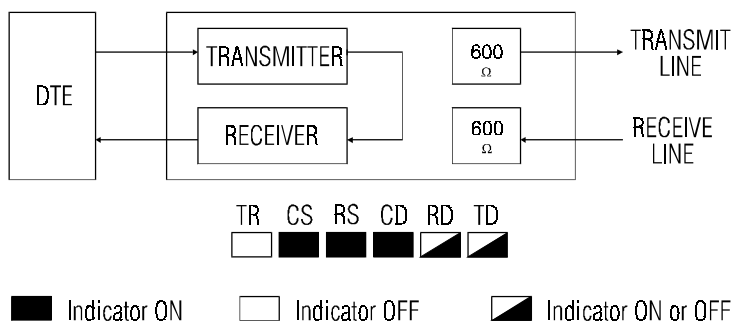 DTE
TRANSMITTER
RECEIVER
600
Ω
600
Ω
TRANSMIT
LINE
RECEIVE
LINE
TR CS RS CD RD TD
Indicator ON Indicator OFF Indicator ON or OFF